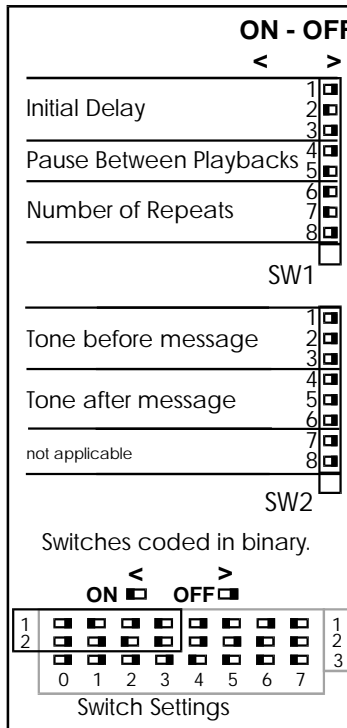 ON - OFF
< >
1
Initial Delay 2
3
Pause Between Playbacks 4
5
6
Number of Repeats 7
8
SW1
1
Tone before message 2
3
4
Tone after message 5
6
7
not applicable 8
SW2
Switches coded in binary.
< >
ON OFF
1 1
2 2
3
0 1 2 3 4 5 6 7
Switch Settings